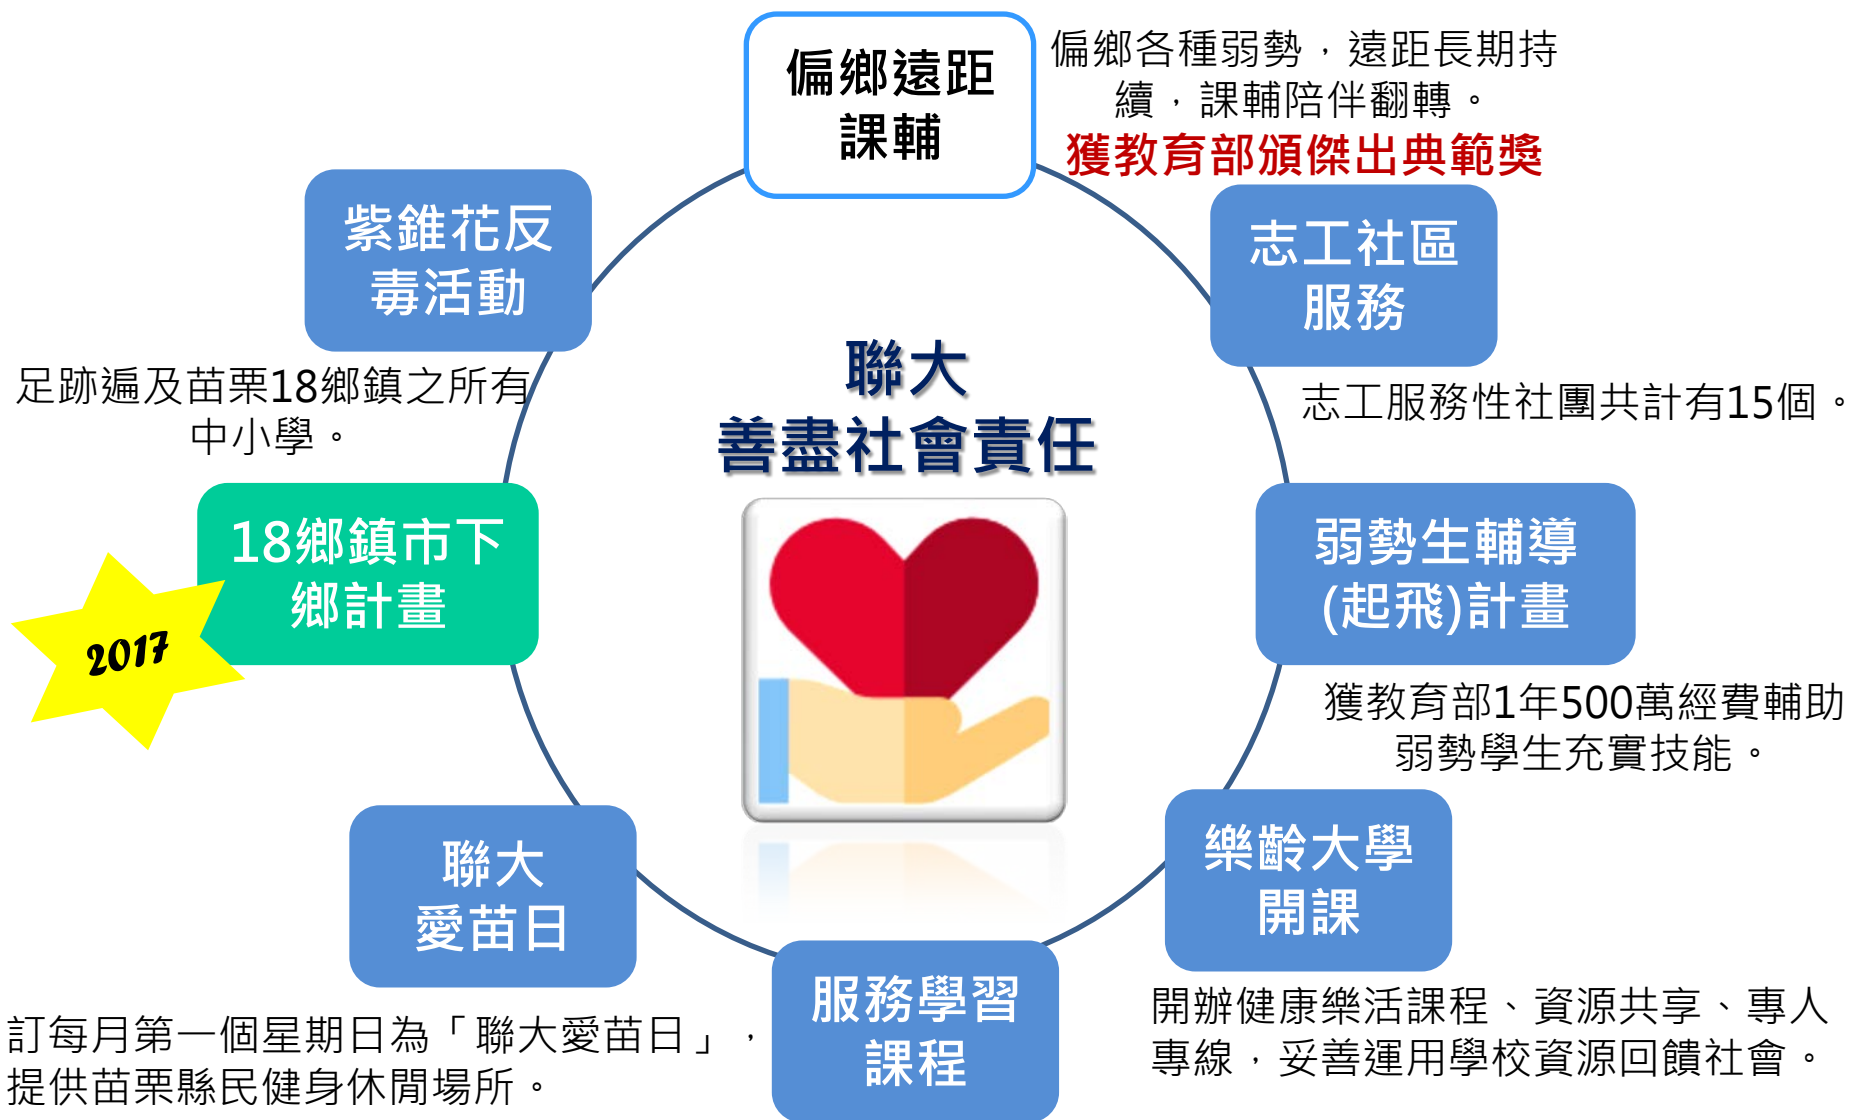 偏鄉遠距
課輔
偏鄉各種弱勢，遠距長期持
續，課輔陪伴翻轉。
獲教育部頒傑出典範獎
志工社區
服務
志工服務性社團共計有15個。
弱勢生輔導
(起飛)計畫
獲教育部1年500萬經費輔助
弱勢學生充實技能。
樂齡大學
開課
開辦健康樂活課程、資源共享、專人
專線，妥善運用學校資源回饋社會。
服務學習
課程
聯大
愛苗日
訂每月第一個星期日為「聯大愛苗日」，
提供苗栗縣民健身休閒場所。
18鄉鎮市下
鄉計畫
2017
紫錐花反
毒活動
足跡遍及苗栗18鄉鎮之所有
中小學。
聯大
善盡社會責任